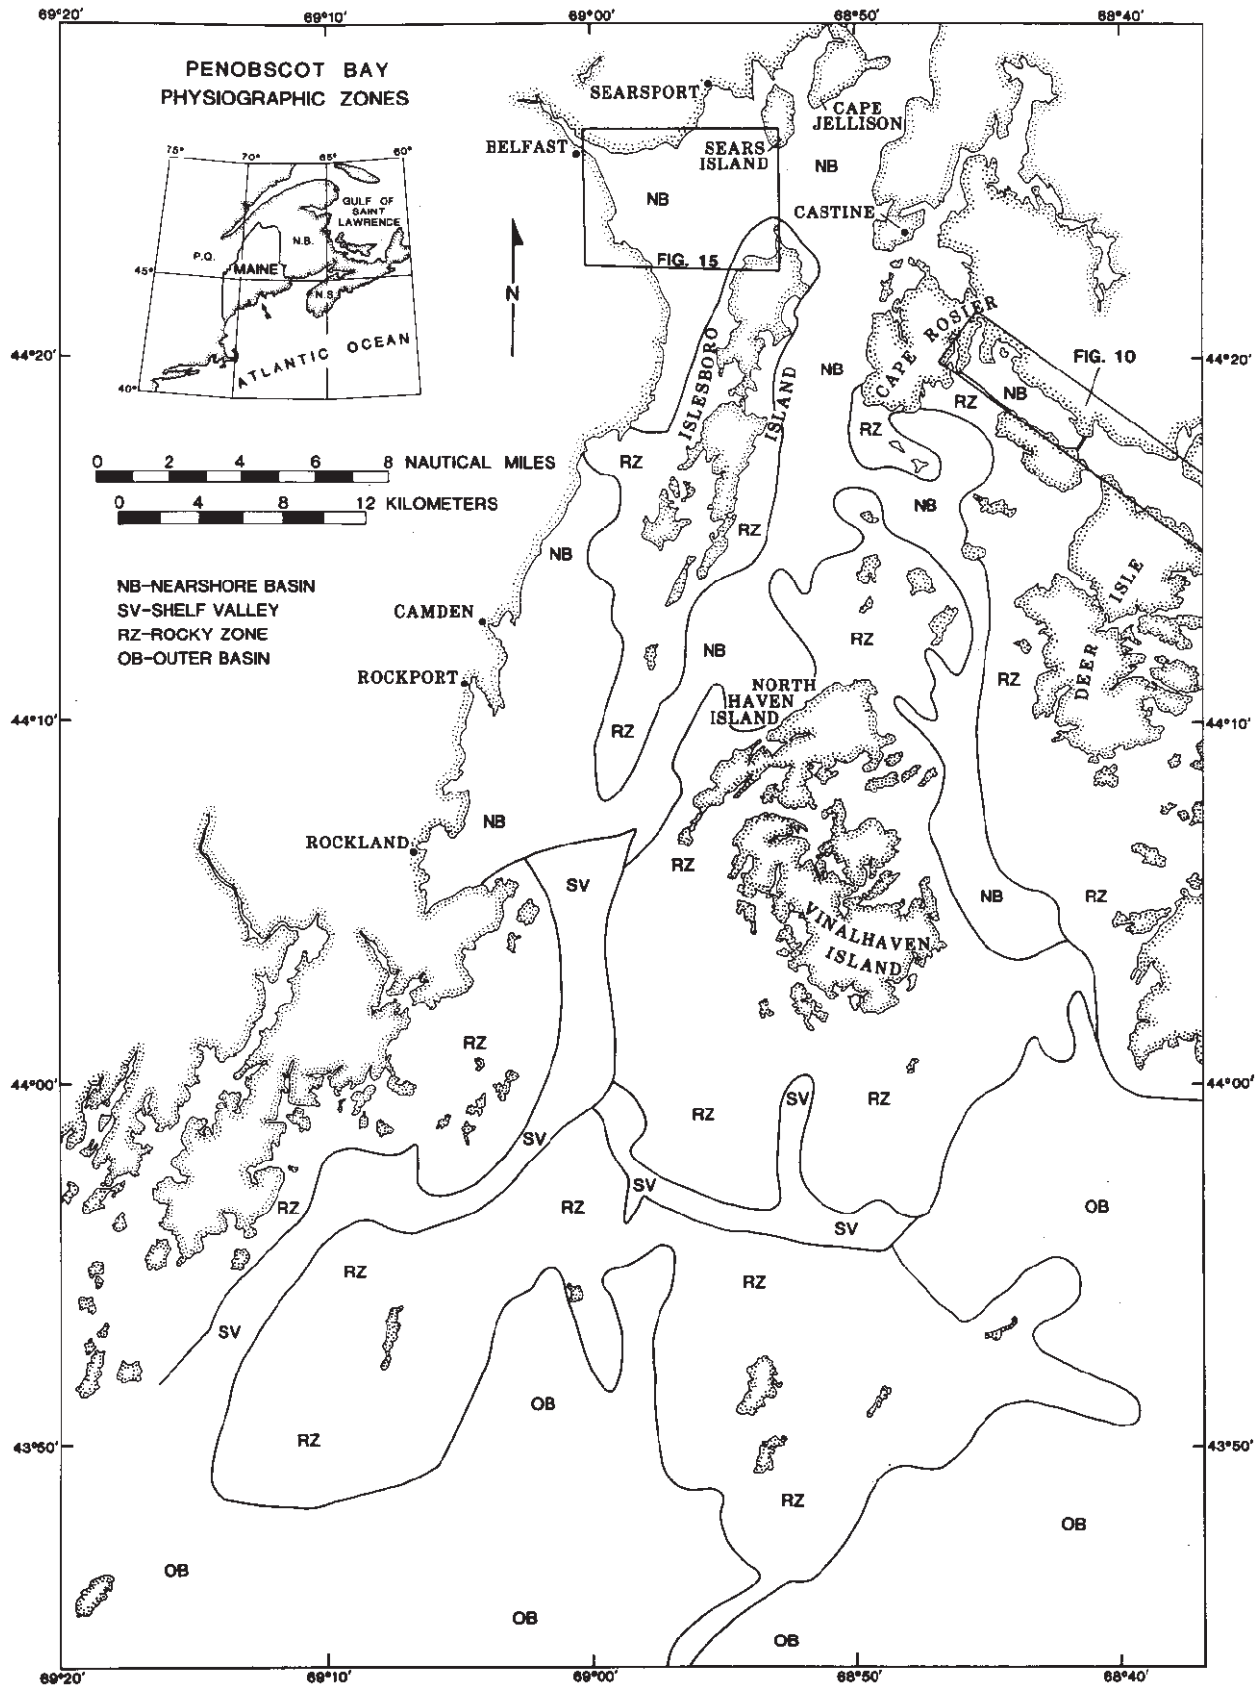 69°20'
69°10'
69°00'
68°50'
68°40'
PENOBSCOT BAY
PHYSIOGRAPHIC ZONES
75°
70°
65°
60°
GULF OF
SAINT
LAWRENCE
N.B.
P.Q.
45°
MAINE
N.S.
40°
ATLANTIC OCEAN
N
SEARSPORT
CAPE
JELLISON
BELFAST
SEARS
ISLAND
NB
NB
CASTINE
FIG. 15
44°20'
44°20'
ISLESBORO
ISLAND
NB
CAPE ROSIER
FIG. 10
NB
RZ
RZ
RZ
0 2 4 6 8 NAUTICAL MILES
0 4 8 12 KILOMETERS
NB
RZ
NB
NB-NEARSHORE BASIN
SV-SHELF VALLEY
RZ-ROCKY ZONE
OB-OUTER BASIN
CAMDEN
ROCKPORT
NB
RZ
DEER ISLE
RZ
NORTH
HAVEN
ISLAND
44°10'
44°10'
RZ
NB
ROCKLAND
SV
RZ
NB
RZ
VINALHAVEN
ISLAND
RZ
44°00'
44°00'
SV
RZ
RZ
SV
SV
RZ
RZ
SV
OB
RZ
RZ
SV
OB
RZ
43°50'
43°50'
RZ
OB
OB
OB
OB
69°20'
69°10'
69°00'
68°50'
68°40'